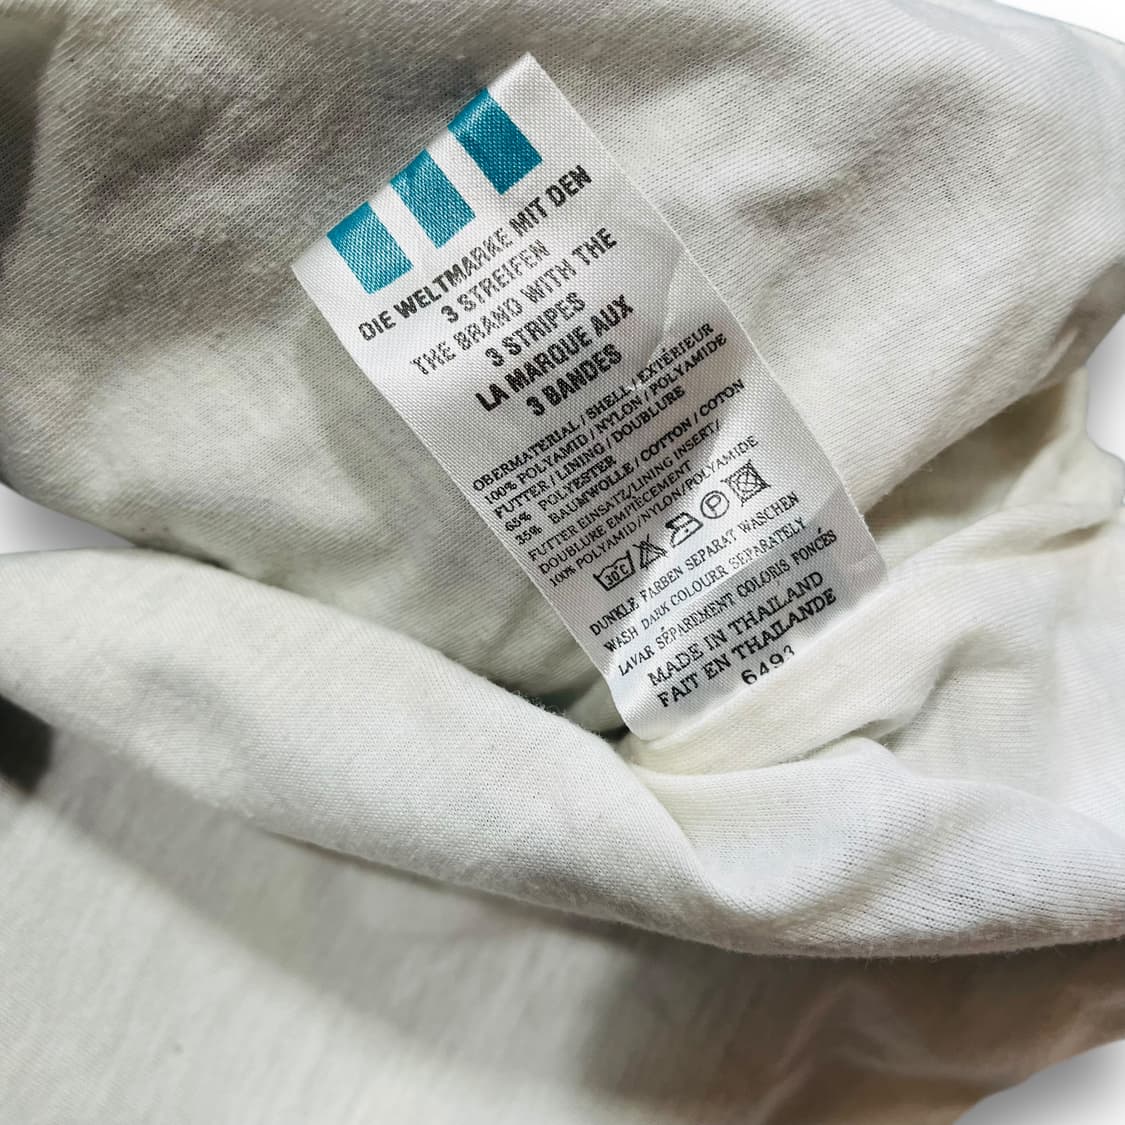 DIE WELTMARKE MIT DEN
3 STREIFEN
THE BRAND WITH THE
3 STRIPES
LA MARQUE AUX
3 BANDES
OBERMATERIAL / SHELL / EXTÉRIEUR
100% POLYAMID / NYLON / POLYAMIDE
FUTTER / LINING / DOUBLURE
65% POLYESTER
35% BAUMWOLLE / COTTON / COTON
FUTTER EINSATZ/LINING INSERT/
DOUBLURE EMPIÈCEMENT
100% POLYAMID/NYLON/POLYAMIDE
30°C P
DUNKLE FARBEN SEPARAT WASCHEN
WASH DARK COLOURR SEPARATELY
LAVAR SÉPAREMENT COLORIS FONCÉS
MADE IN THAILAND
FAIT EN THAILANDE